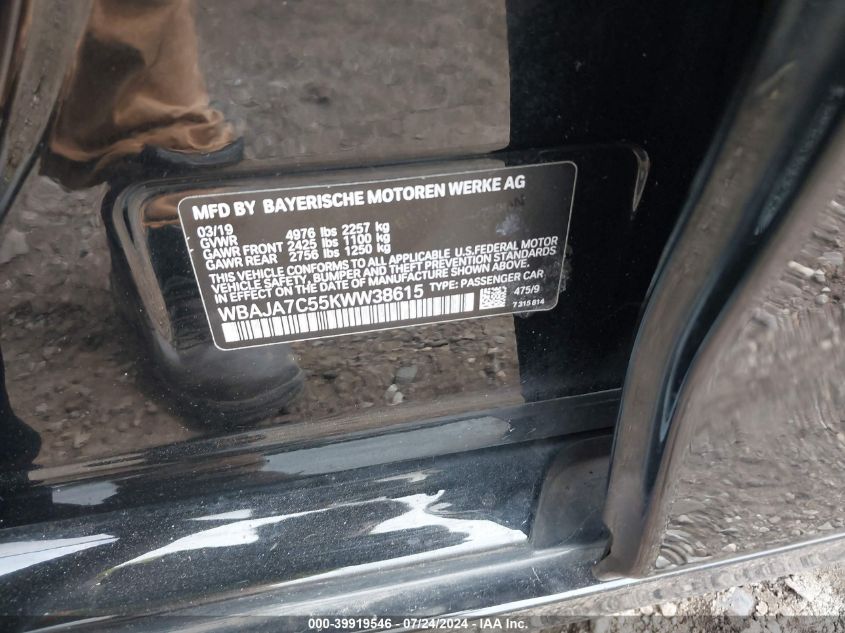 MFD BY BAYERISCHE MOTOREN WERKE AG
03/19
GVWR 4976 lbs 2257 kg
GAWR FRONT 2425 lbs 1100 kg
GAWR REAR 2756 lbs 1250 kg
THIS VEHICLE CONFORMS TO ALL APPLICABLE U.S.FEDERAL MOTOR
VEHICLE SAFETY, BUMPER AND THEFT PREVENTION STANDARDS
IN EFFECT ON THE DATE OF MANUFACTURE SHOWN ABOVE.
WBAJA7C55KWW38615 TYPE: PASSENGER CAR
475/9
7 315 814
000-39919546 - 07/24/2024 - IAA Inc.